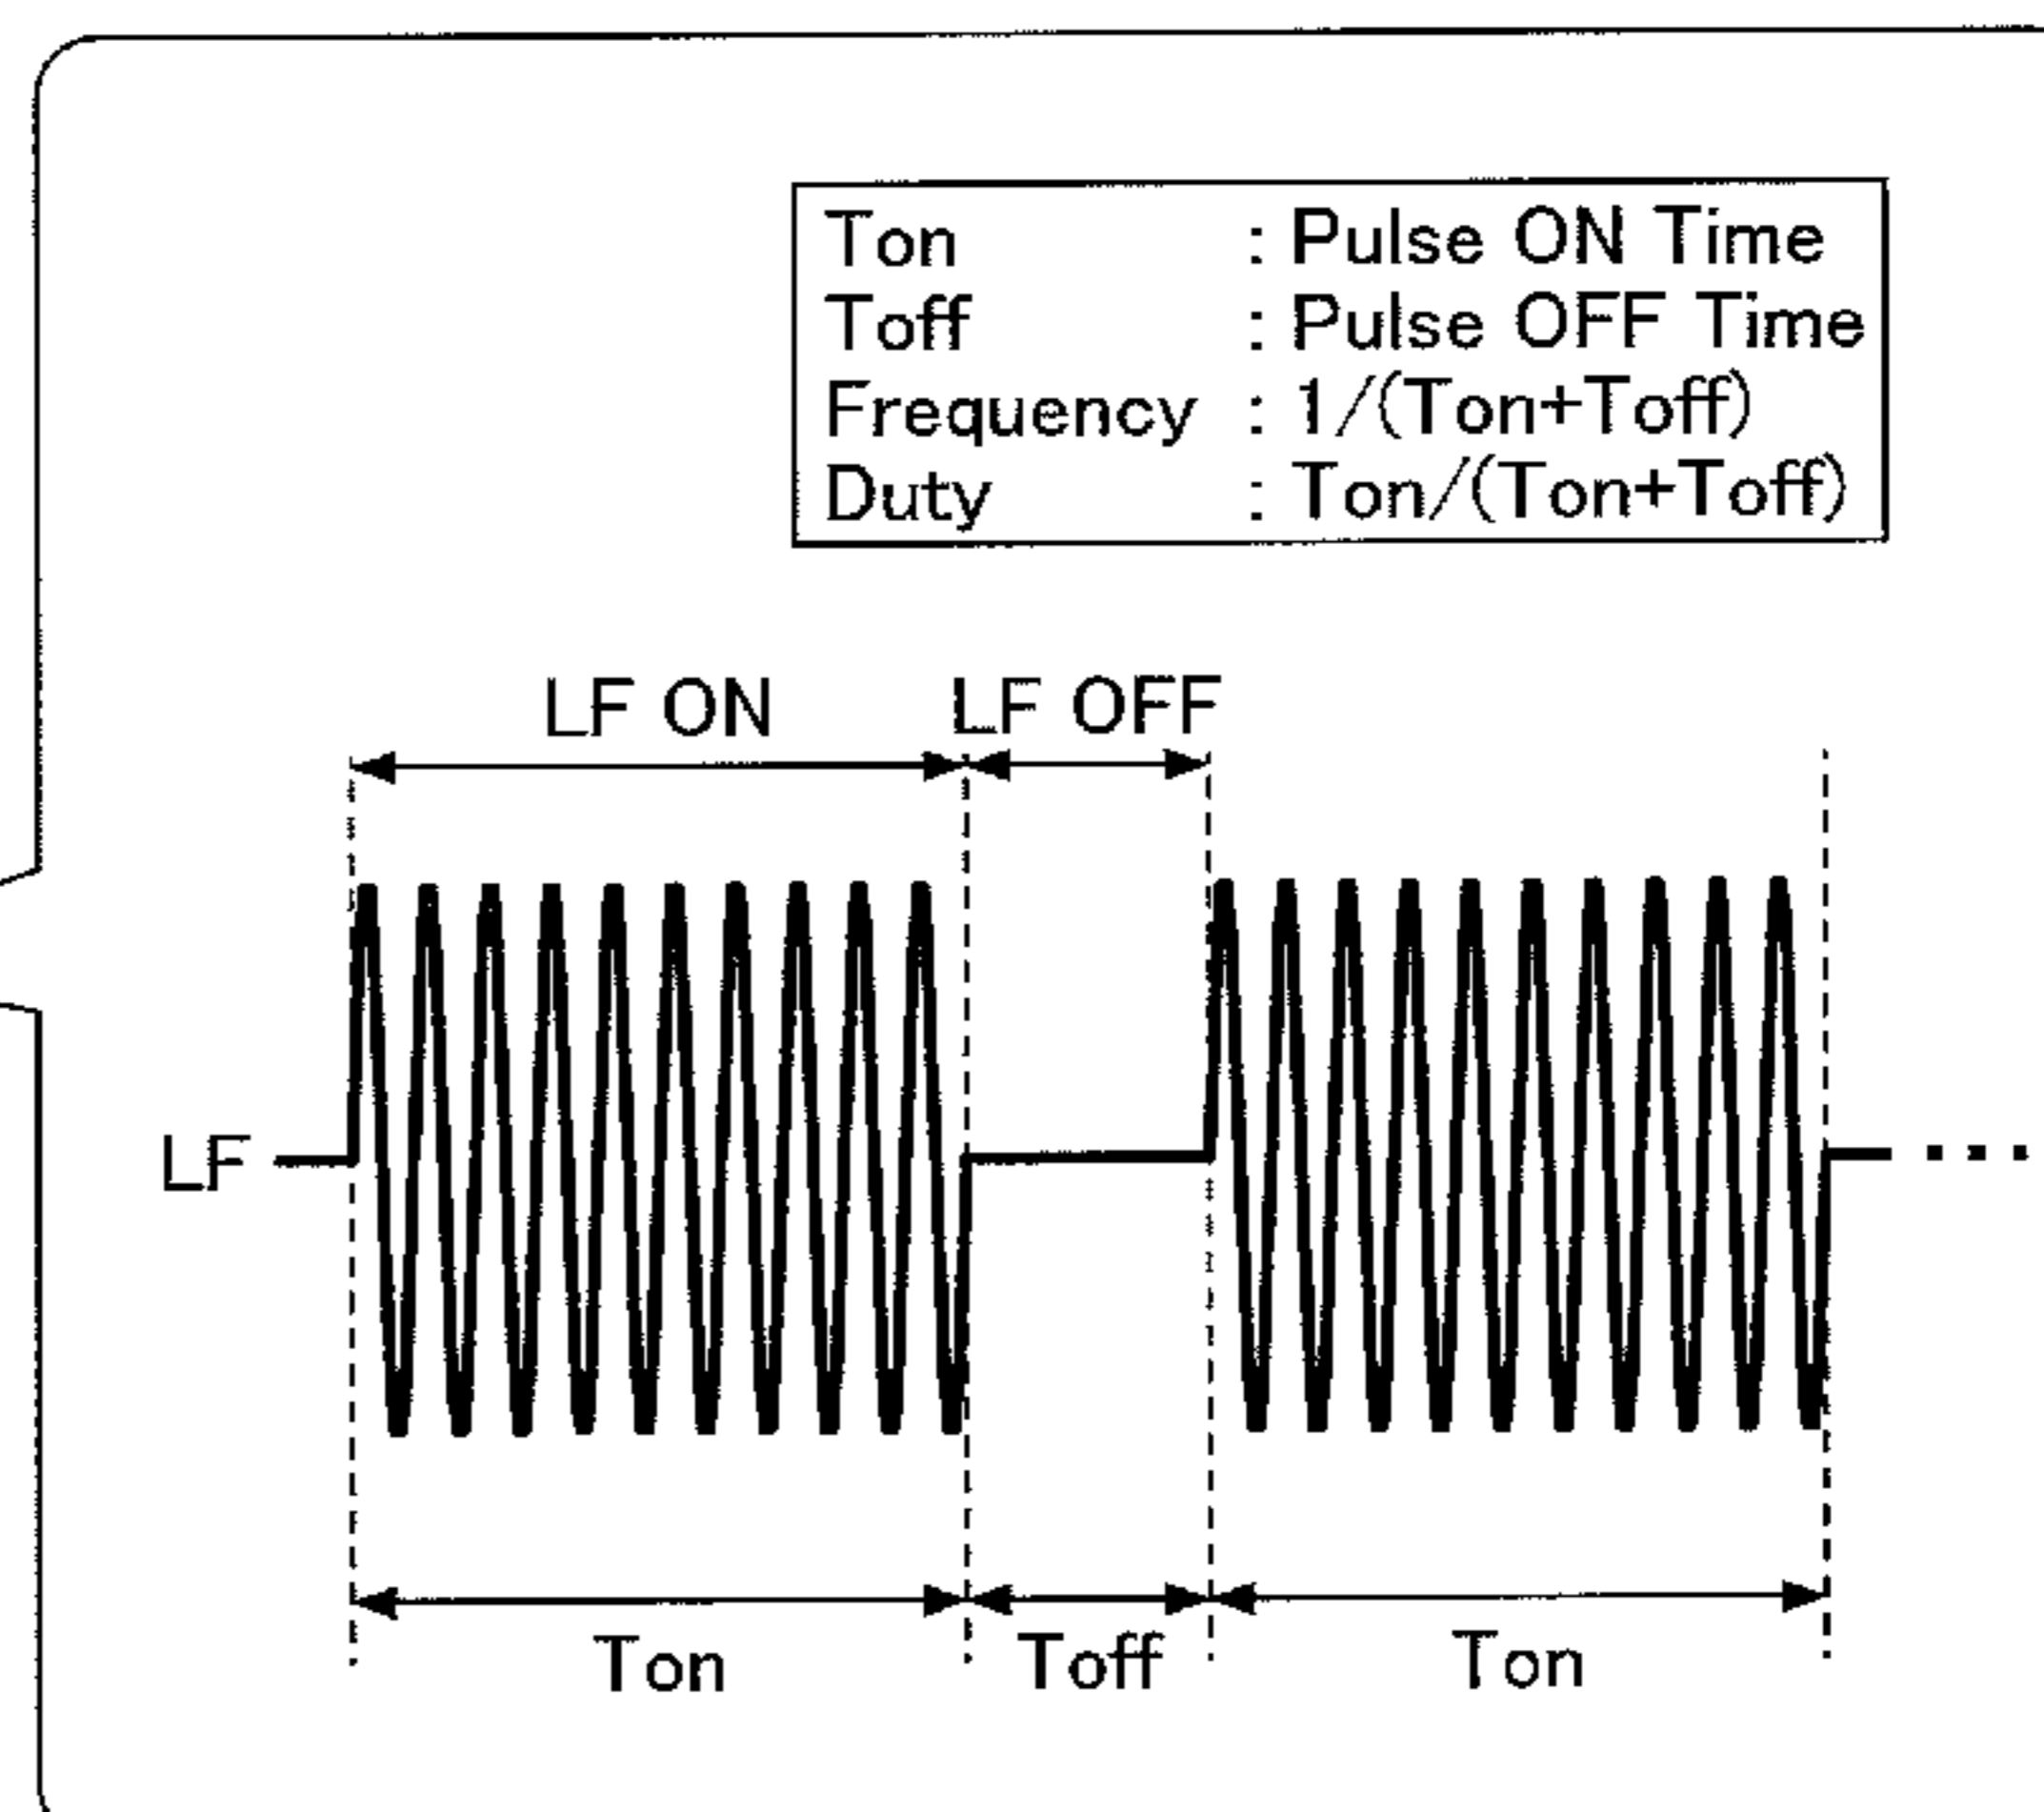 Ton : Pulse ON Time
Toff : Pulse OFF Time
Frequency : 1/(Ton+Toff)
Duty : Ton/(Ton+Toff)
LF ON LF OFF
LF
Ton Toff Ton